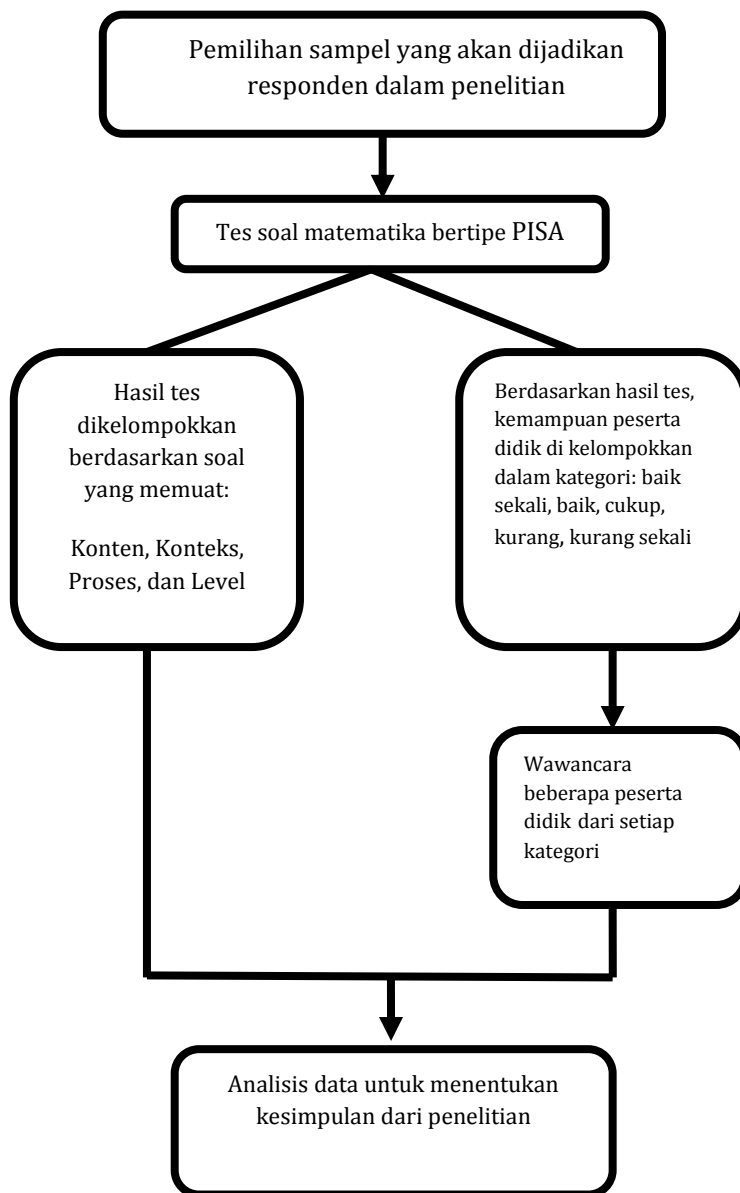 Pemilihan sampel yang akan dijadikan
responden dalam penelitian
Tes soal matematika bertipe PISA
Hasil tes
dikelompokkan
berdasarkan soal
yang memuat:
Konten, Konteks,
Proses, dan Level
Berdasarkan hasil tes,
kemampuan peserta
didik di kelompokkan
dalam kategori: baik
sekali, baik, cukup,
kurang, kurang sekali
Wawancara
beberapa peserta
didik dari setiap
kategori
Analisis data untuk menentukan
kesimpulan dari penelitian